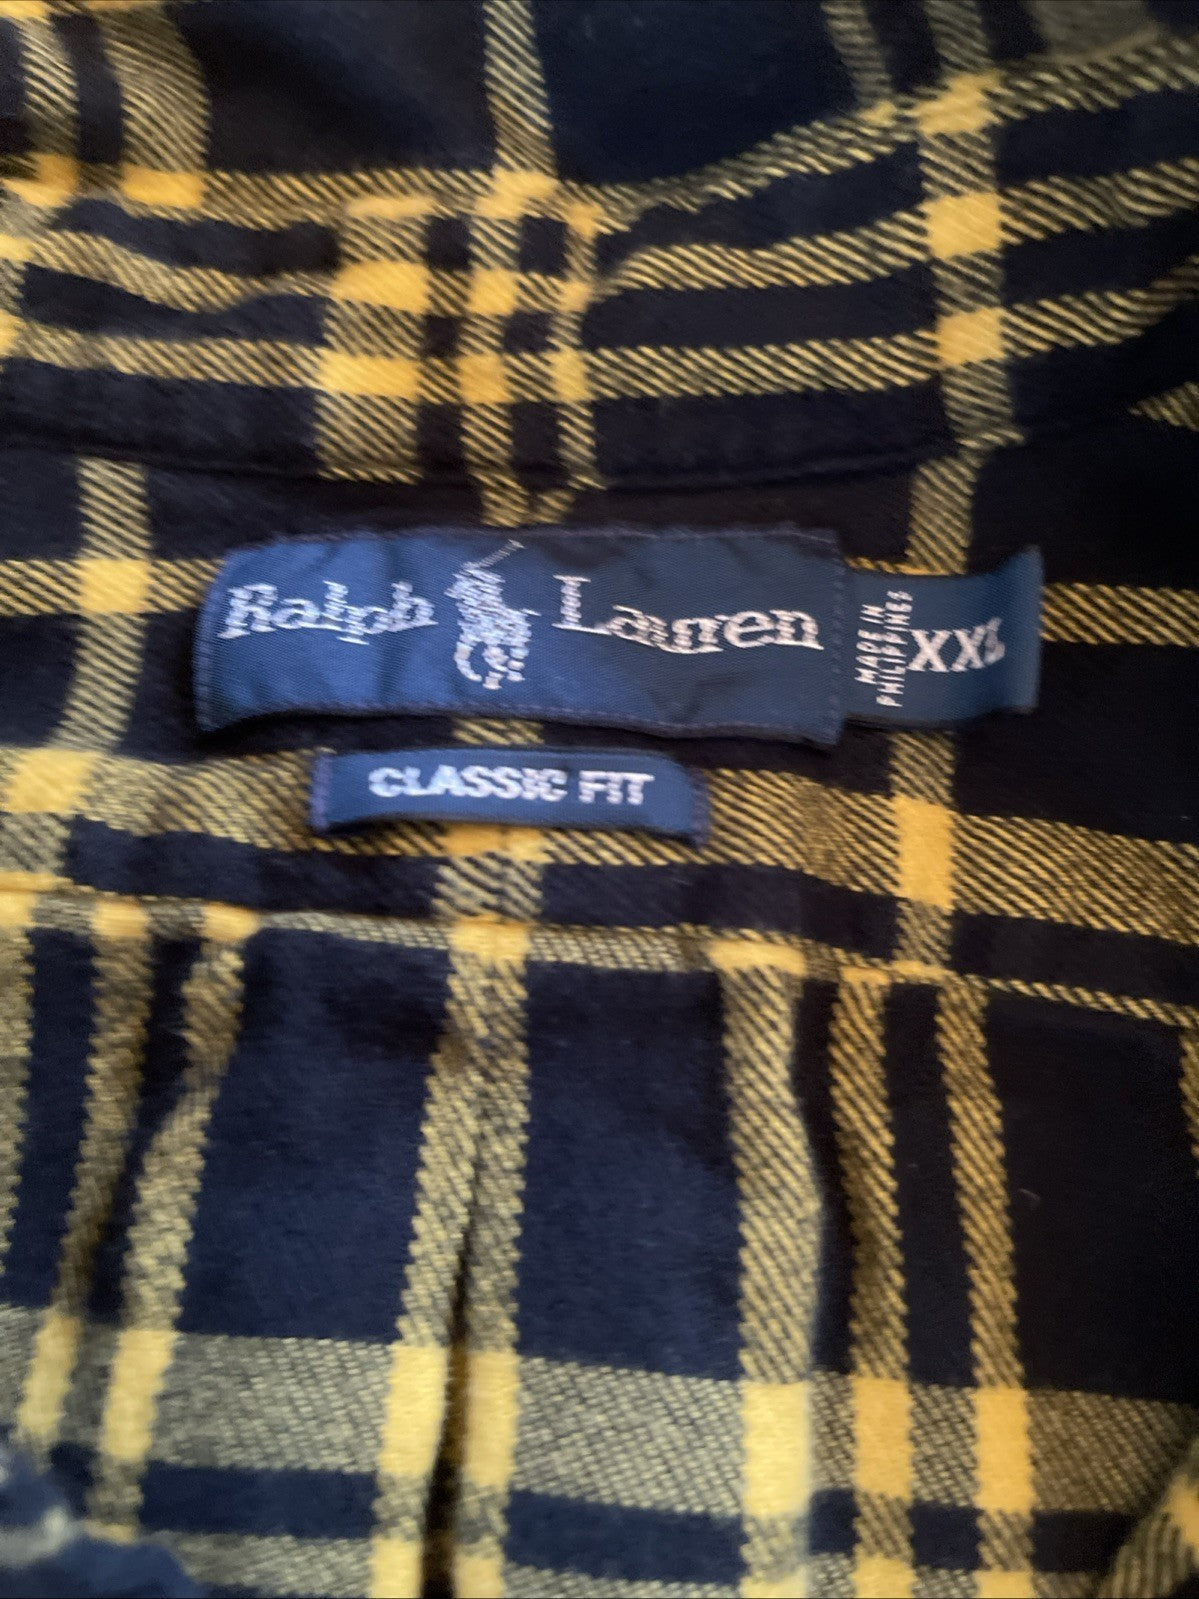 Ralph Lauren
MADE IN
PHILIPPINES
XXL
CLASSIC FIT